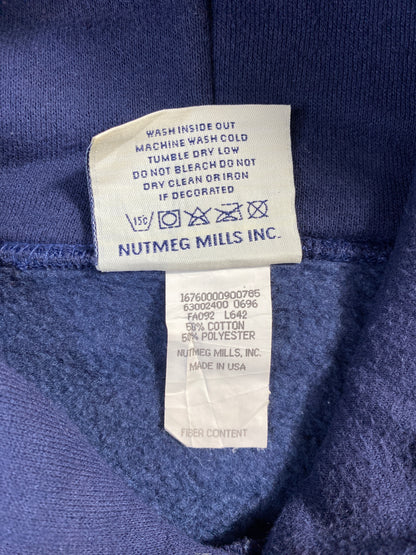 WASH INSIDE OUT
MACHINE WASH COLD
TUMBLE DRY LOW
DO NOT BLEACH DO NOT
DRY CLEAN OR IRON
IF DECORATED
15C
NUTMEG MILLS INC.
16760000900785
63002400 0696
FA092 L642
50% COTTON
50% POLYESTER
NUTMEG MILLS, INC.
MADE IN USA
FIBER CONTENT